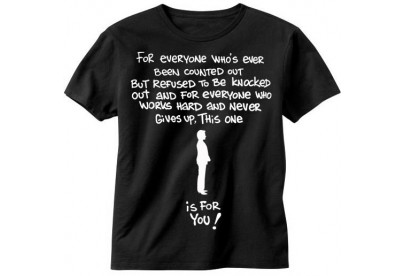 FOR EVERYONE WHO'S EVER
BEEN COUNTED OUT
BUT REFUSED TO BE KNOCKED
OUT AND FOR EVERYONE WHO
WORKS HARD AND NEVER
GIVES UP, THIS ONE
iS FOR
YOU!